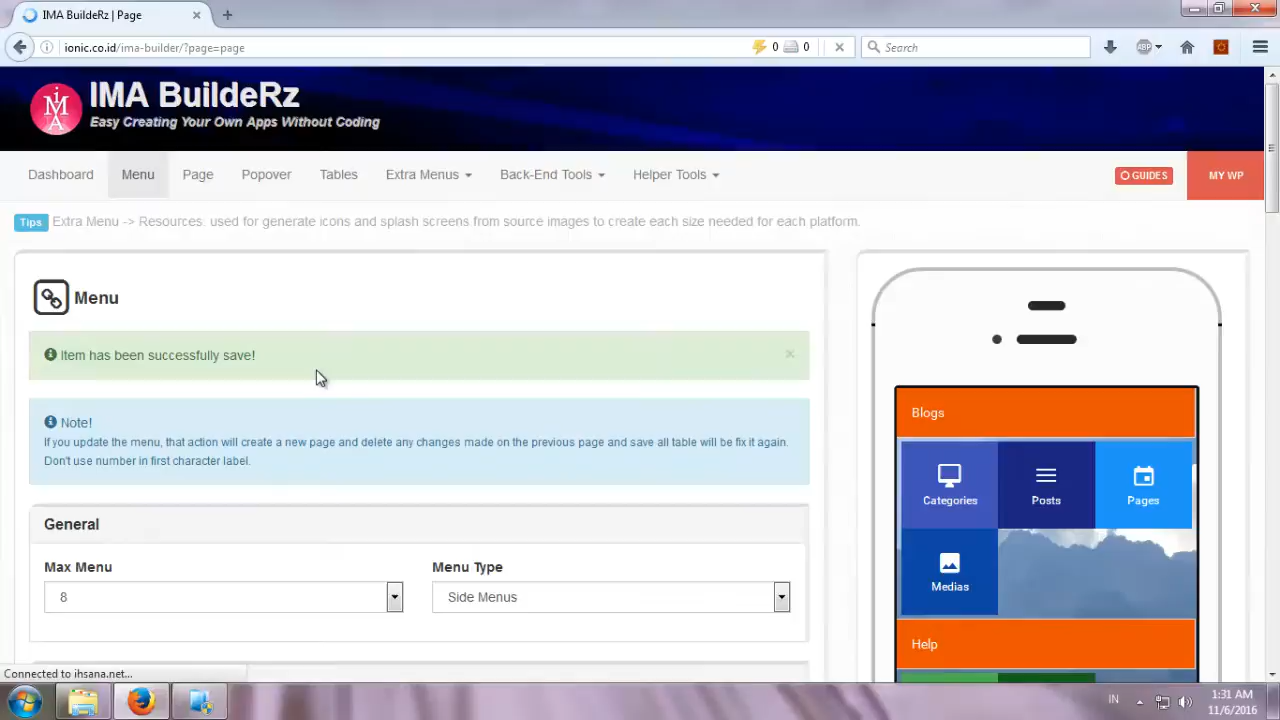 IMA BuildeRz | Page
ionic.co.id/ima-builder/?page=page
0
0
Search
ABP
IMA
IMA BuildeRz
Easy Creating Your Own Apps Without Coding
Dashboard
Menu
Page
Popover
Tables
Extra Menus
Back-End Tools
Helper Tools
GUIDES
MY WP
Tips
Extra Menu -> Resources: used for generate icons and splash screens from source images to create each size needed for each platform.
Menu
Item has been successfully save!
×
Note!
If you update the menu, that action will create a new page and delete any changes made on the previous page and save all table will be fix it again.
Don't use number in first character label.
General
Max Menu
Menu Type
8
Side Menus
Blogs
Categories
Posts
Pages
Medias
Help
Connected to ihsana.net...
IN
1:31 AM
11/6/2016